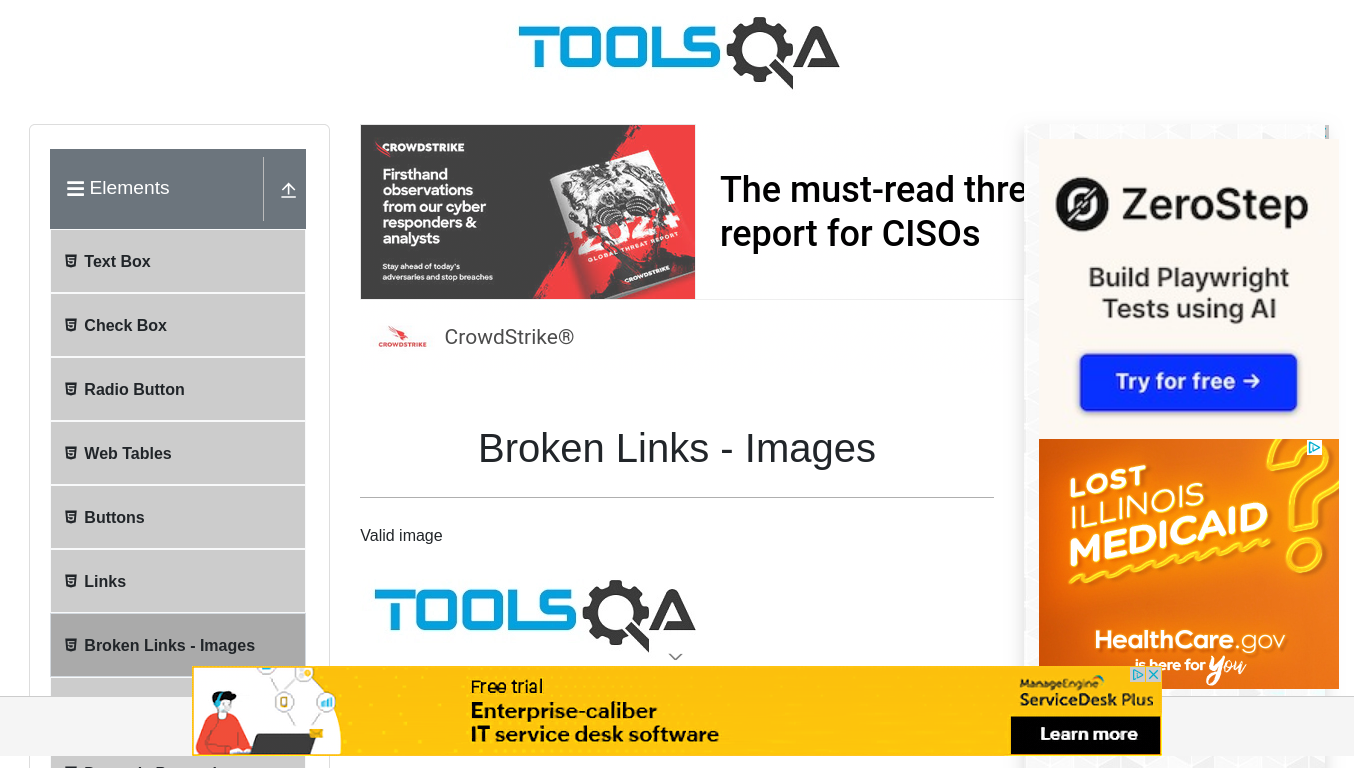 TOOLSQA
Elements
Text Box
Check Box
Radio Button
Web Tables
Buttons
Links
Broken Links - Images
CROWDSTRIKE
Firsthand
observations
from our cyber
responders &
analysts
Stay ahead of today's
adversaries and stop breaches
2024
GLOBAL THREAT REPORT
CROWDSTRIKE
The must-read thre
report for CISOs
CROWDSTRIKE
CrowdStrike®
Broken Links - Images
Valid image
TOOLSQA
ZeroStep
Build Playwright
Tests using AI
Try for free →
LOST
ILLINOIS
MEDICAID?
HealthCare.gov
is here for You
Free trial
Enterprise-caliber
IT service desk software
ManageEngine
ServiceDesk Plus
Learn more